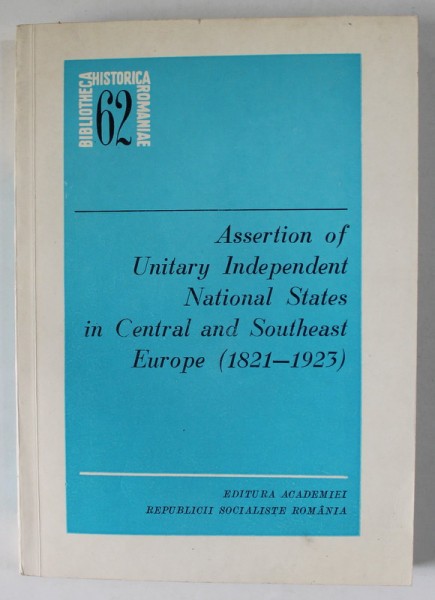 BIBLIOTHECA
HISTORICA
ROMANIAE
62
Assertion of
Unitary Independent
National States
in Central and Southeast
Europe (1821—1923)
EDITURA ACADEMIEI
REPUBLICII SOCIALISTE ROMÂNIA